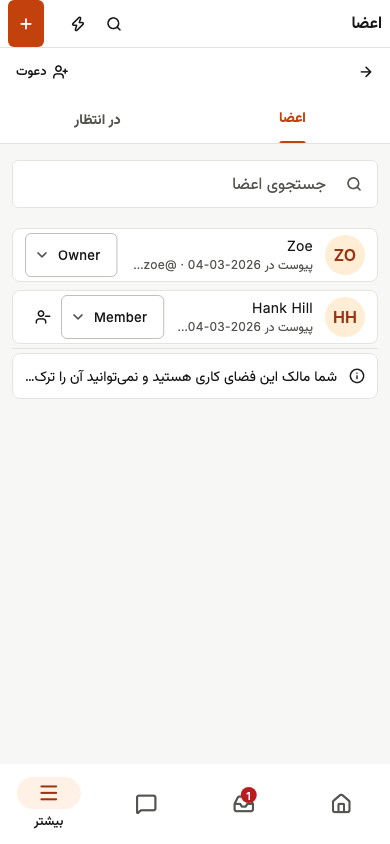 اعضا
دعوت
اعضا
در انتظار
جستجوی اعضا
ZO
Zoe
پیوست در 2026-03-04 · @zoe...
Owner
HH
Hank Hill
پیوست در 2026-03-04...
Member
شما مالک این فضای کاری هستید و نمی‌توانید آن را ترک...
1
بیشتر